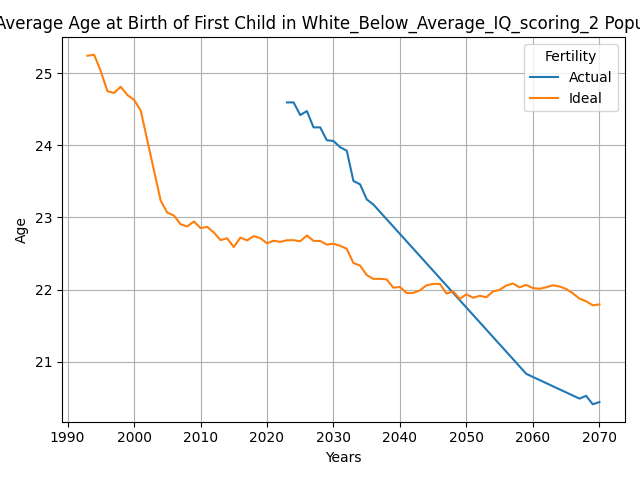 Average Age at Birth of First Child in White_Below_Average_IQ_scoring_2 Popu
Fertility
Actual
Ideal
25
24
23
22
21
Age
1990 2000 2010 2020 2030 2040 2050 2060 2070
Years